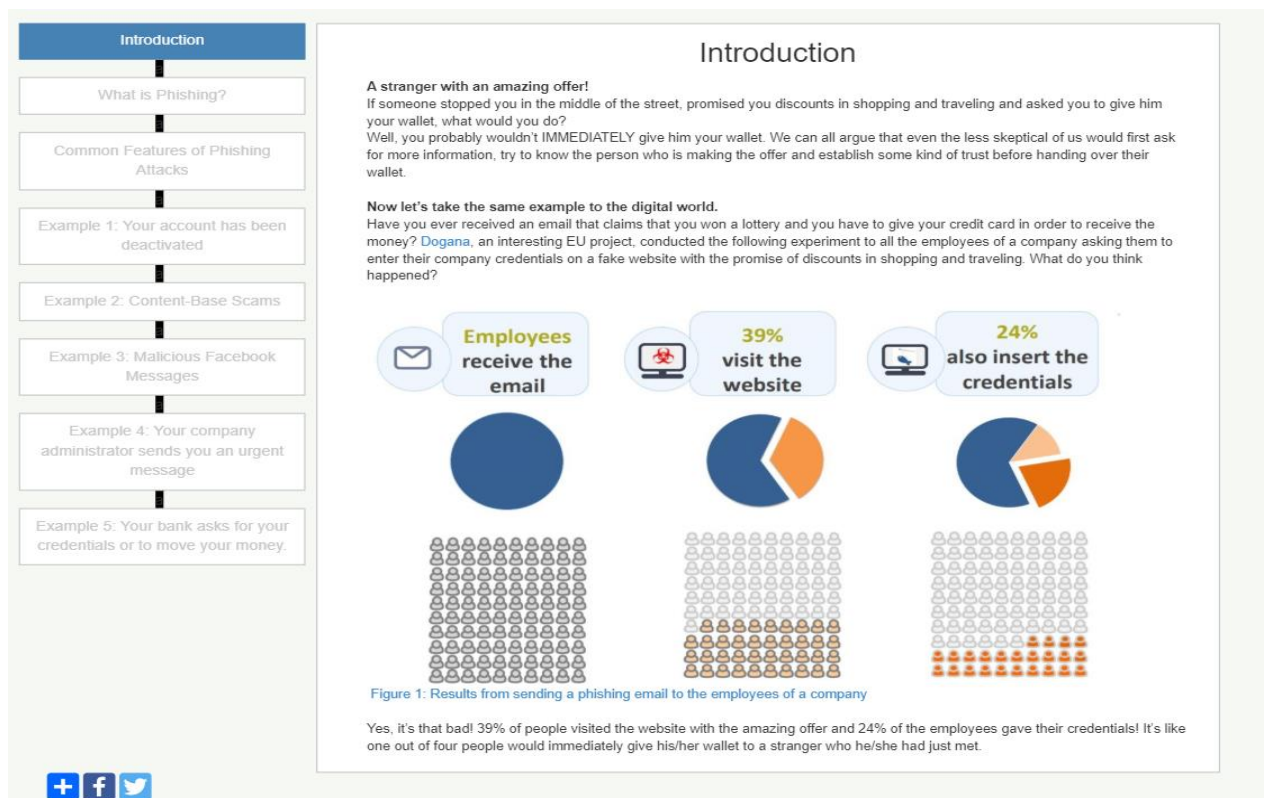 Introduction
What is Phishing?
Common Features of Phishing
Attacks
Example 1: Your account has been
deactivated
Example 2: Content-Base Scams
Example 3: Malicious Facebook
Messages
Example 4: Your company
administrator sends you an urgent
message
Example 5: Your bank asks for your
credentials or to move your money.
Introduction
A stranger with an amazing offer!
If someone stopped you in the middle of the street, promised you discounts in shopping and traveling and asked you to give him
your wallet, what would you do?
Well, you probably wouldn't IMMEDIATELY give him your wallet. We can all argue that even the less skeptical of us would first ask
for more information, try to know the person who is making the offer and establish some kind of trust before handing over their
wallet.
Now let's take the same example to the digital world.
Have you ever received an email that claims that you won a lottery and you have to give your credit card in order to receive the
money? Dogana, an interesting EU project, conducted the following experiment to all the employees of a company asking them to
enter their company credentials on a fake website with the promise of discounts in shopping and traveling. What do you think
happened?
Employees
receive the
email
39%
visit the
website
24%
also insert the
credentials
Figure 1: Results from sending a phishing email to the employees of a company
Yes, it's that bad! 39% of people visited the website with the amazing offer and 24% of the employees gave their credentials! It's like
one out of four people would immediately give his/her wallet to a stranger who he/she had just met.